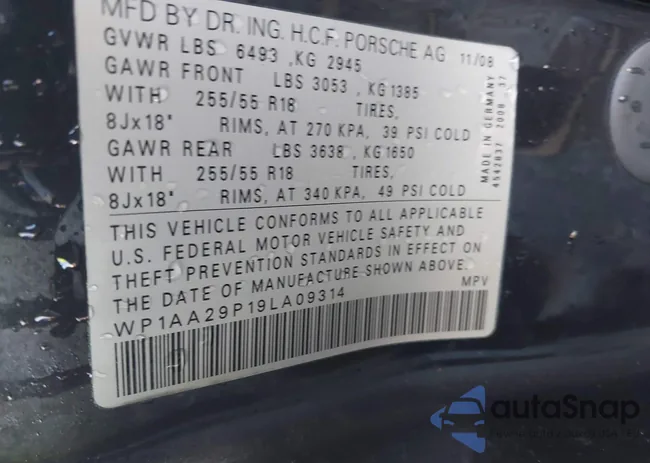 MFD BY DR. ING. H.C.F. PORSCHE AG 11/08
GVWR LBS 6493 ,KG 2945
GAWR FRONT LBS 3053 , KG 1385
WITH 255/55 R18 TIRES,
8Jx18" RIMS, AT 270 KPA, 39 PSI COLD
GAWR REAR LBS 3638 , KG 1650
WITH 255/55 R18 TIRES,
8Jx18" RIMS, AT 340 KPA, 49 PSI COLD
THIS VEHICLE CONFORMS TO ALL APPLICABLE
U.S. FEDERAL MOTOR VEHICLE SAFETY AND
THEFT PREVENTION STANDARDS IN EFFECT ON
THE DATE OF MANUFACTURE SHOWN ABOVE.
WP1AA29P19LA09314 MPV
MADE IN GERMANY
4542837 2008 37
autoSnap